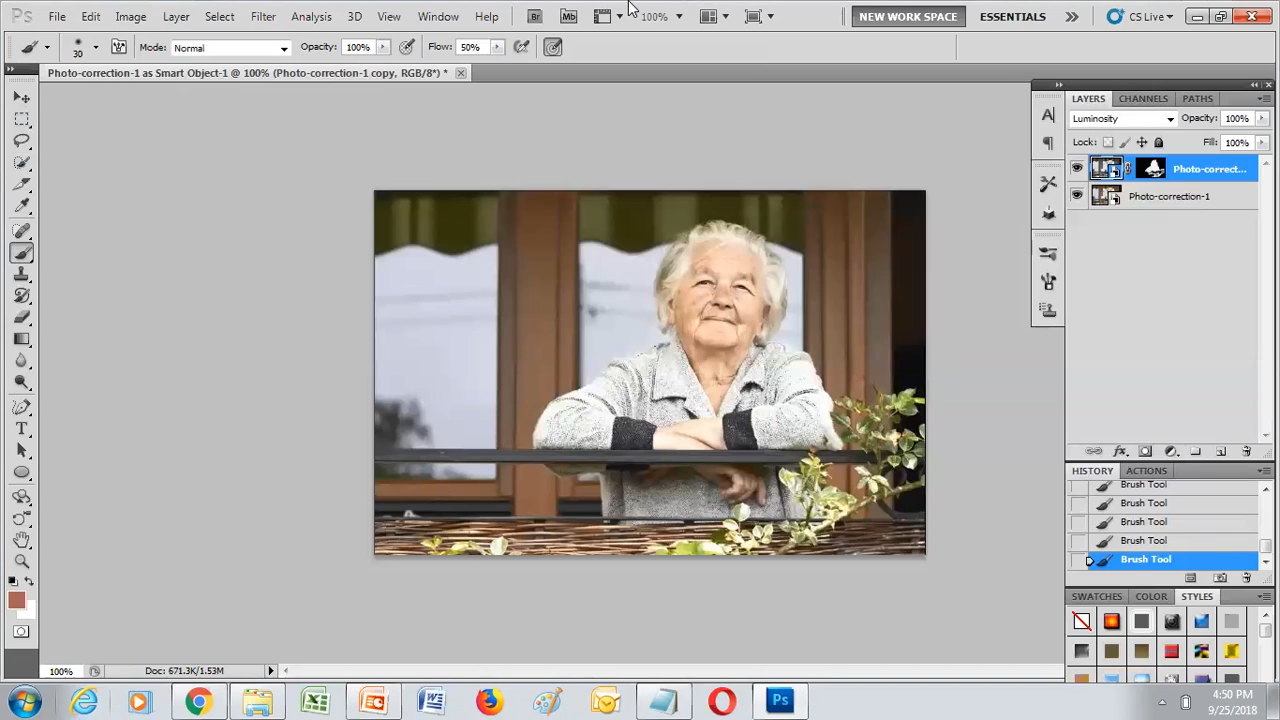 Ps File Edit Image Layer Select Filter Analysis 3D View Window Help Br Mb 100% NEW WORK SPACE ESSENTIALS CS Live
30 Mode: Normal Opacity: 100% Flow: 50%
Photo-correction-1 as Smart Object-1 @ 100% (Photo-correction-1 copy, RGB/8*) *
LAYERS CHANNELS PATHS
Luminosity Opacity: 100%
Lock: Fill: 100%
Photo-correct...
Photo-correction-1
HISTORY ACTIONS
Brush Tool
Brush Tool
Brush Tool
Brush Tool
Brush Tool
SWATCHES COLOR STYLES
100% Doc: 671.3K/1.53M
Ps
4:50 PM
9/25/2018